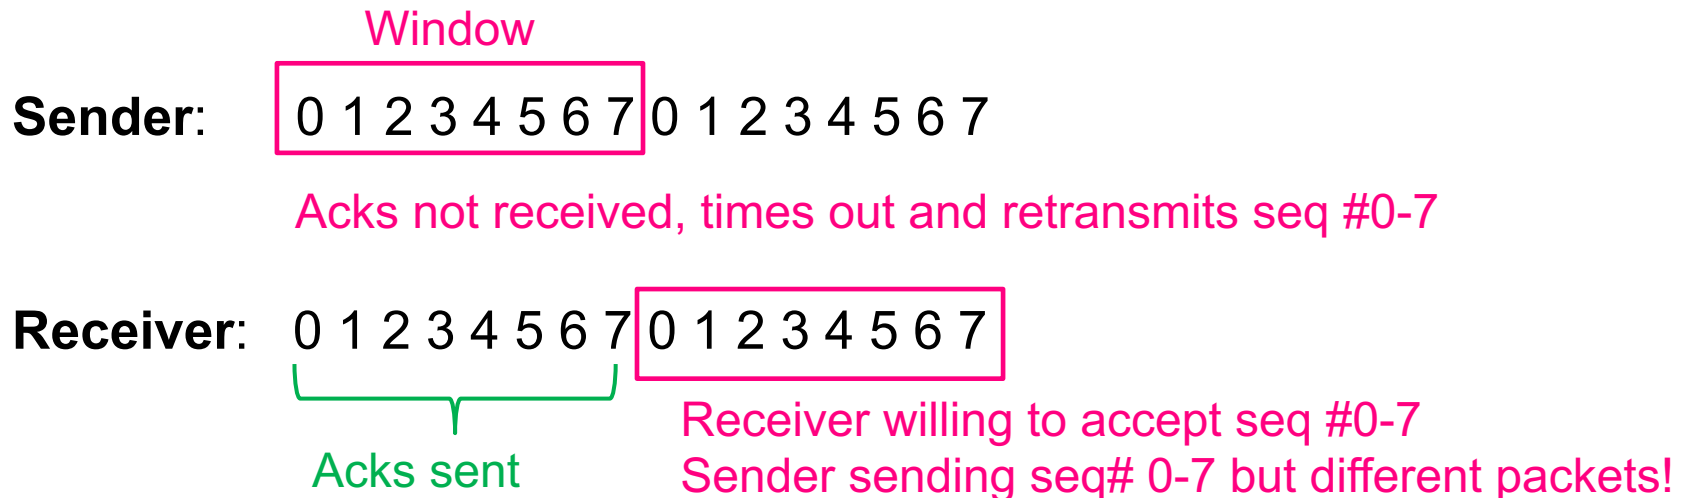 Window
Sender: 0 1 2 3 4 5 6 7 0 1 2 3 4 5 6 7
Acks not received, times out and retransmits seq #0-7
Receiver: 0 1 2 3 4 5 6 7 0 1 2 3 4 5 6 7
Receiver willing to accept seq #0-7
Acks sent
Sender sending seq# 0-7 but different packets!